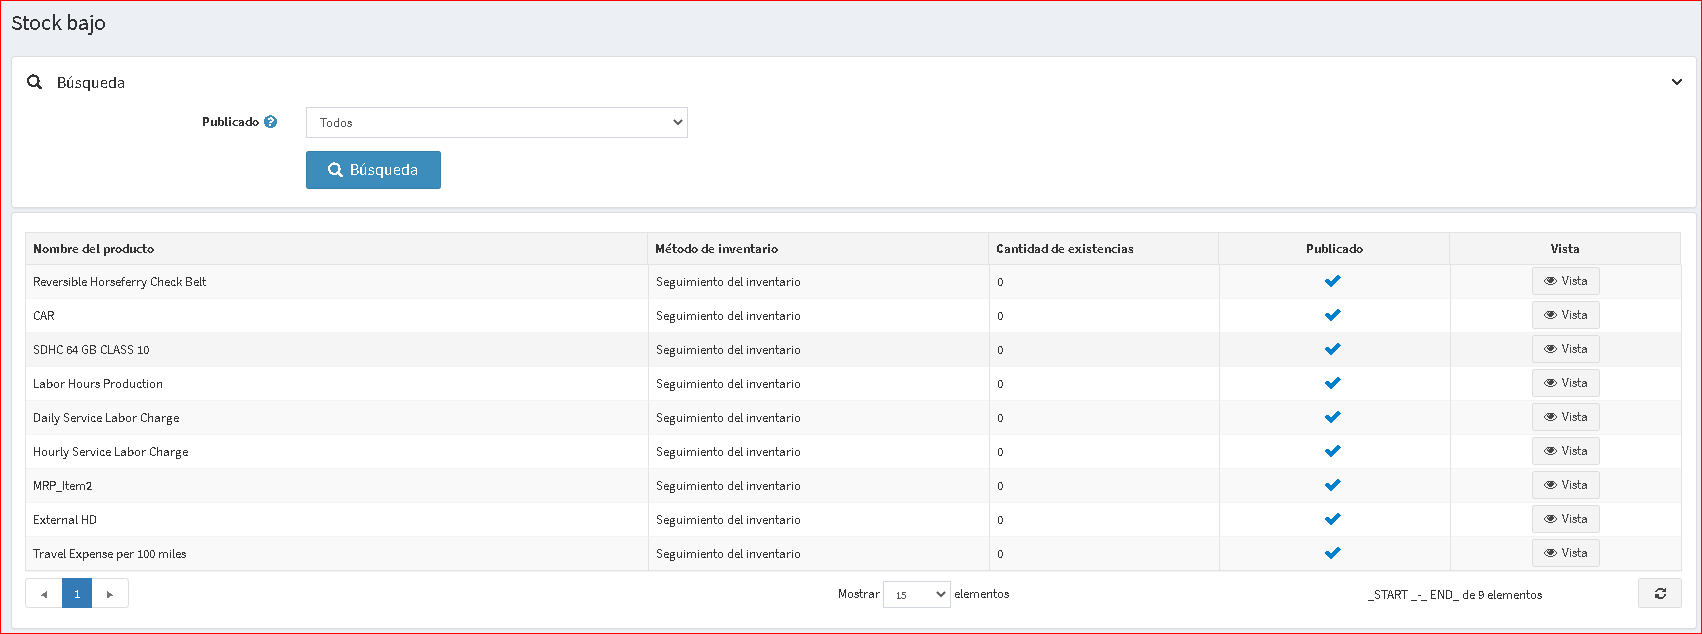 Stock bajo
Búsqueda
Publicado Todos
Búsqueda
Nombre del producto Método de inventario Cantidad de existencias Publicado Vista
Reversible Horseferry Check Belt Seguimiento del inventario 0 Vista
CAR Seguimiento del inventario 0 Vista
SDHC 64 GB CLASS 10 Seguimiento del inventario 0 Vista
Labor Hours Production Seguimiento del inventario 0 Vista
Daily Service Labor Charge Seguimiento del inventario 0 Vista
Hourly Service Labor Charge Seguimiento del inventario 0 Vista
MRP_Item2 Seguimiento del inventario 0 Vista
External HD Seguimiento del inventario 0 Vista
Travel Expense per 100 miles Seguimiento del inventario 0 Vista
1 Mostrar 15 elementos _START _-_ END_ de 9 elementos